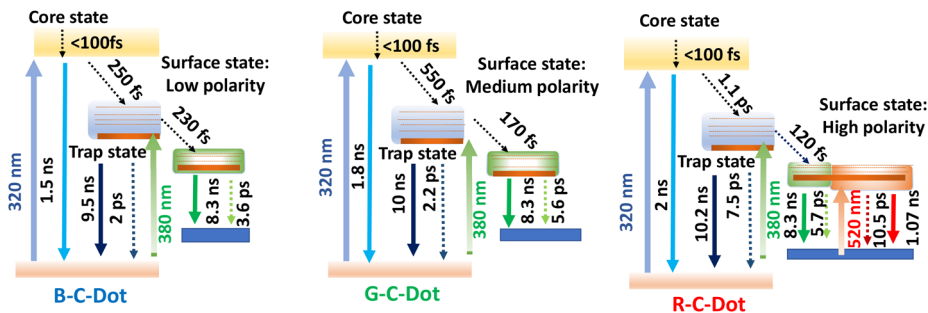 Core state
<100fs
250 fs
Surface state:
Low polarity
230 fs
Trap state
320 nm
1.5 ns
9.5 ns
2 ps
380 nm
8.3 ns
3.6 ps
B-C-Dot
Core state
<100 fs
550 fs
Surface state:
Medium polarity
170 fs
Trap state
320 nm
1.8 ns
10 ns
2.2 ps
380 nm
8.3 ns
5.6 ps
G-C-Dot
Core state
<100 fs
1.1 ps
Surface state:
High polarity
120 fs
Trap state
320 nm
2 ns
10.2 ns
7.5 ps
380 nm
8.3 ns
5.7 ps
520 nm
10.5 ps
1.07 ns
R-C-Dot